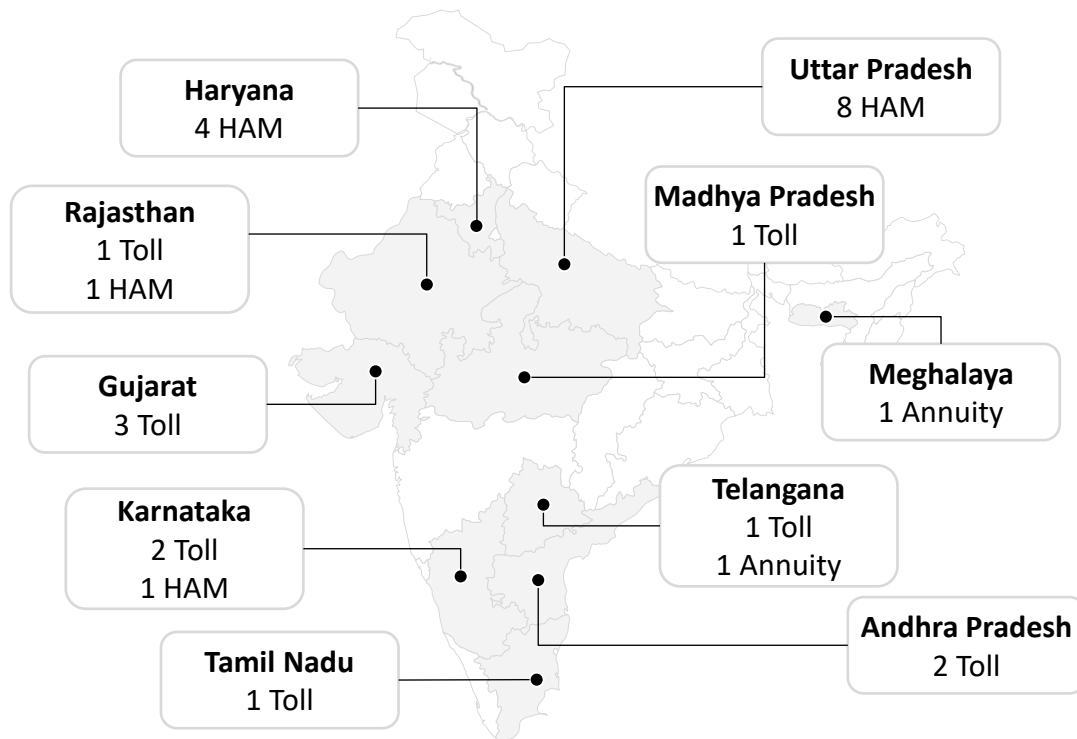 Haryana
4 HAM
Uttar Pradesh
8 HAM
Rajasthan
1 Toll
1 HAM
Madhya Pradesh
1 Toll
Gujarat
3 Toll
Meghalaya
1 Annuity
Karnataka
2 Toll
1 HAM
Telangana
1 Toll
1 Annuity
Tamil Nadu
1 Toll
Andhra Pradesh
2 Toll